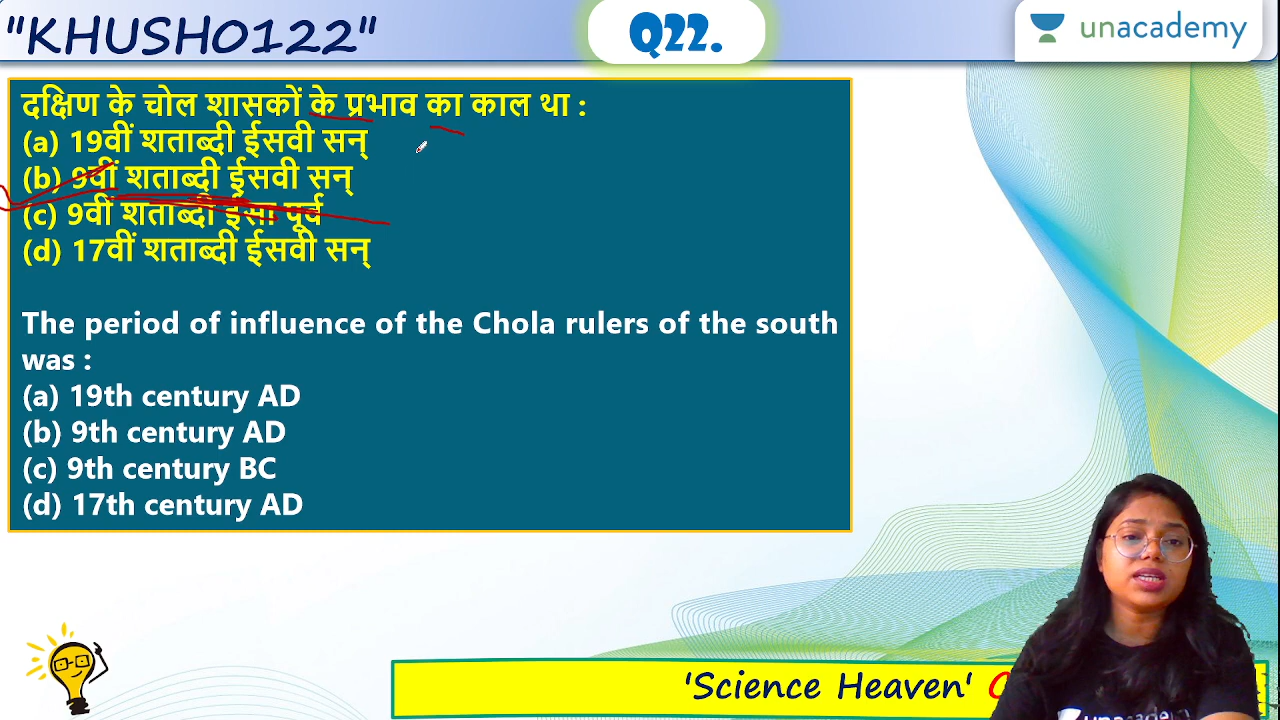 "KHUSHO122"
Q22.
unacademy
दक्षिण के चोल शासकों के प्रभाव का काल था :
(a) 19वीं शताब्दी ईसवी सन्
(b) 9वीं शताब्दी ईसवी सन्
(c) 9वीं शताब्दी ईसा पूर्व
(d) 17वीं शताब्दी ईसवी सन्
The period of influence of the Chola rulers of the south
was :
(a) 19th century AD
(b) 9th century AD
(c) 9th century BC
(d) 17th century AD
'Science Heaven'
unacademy